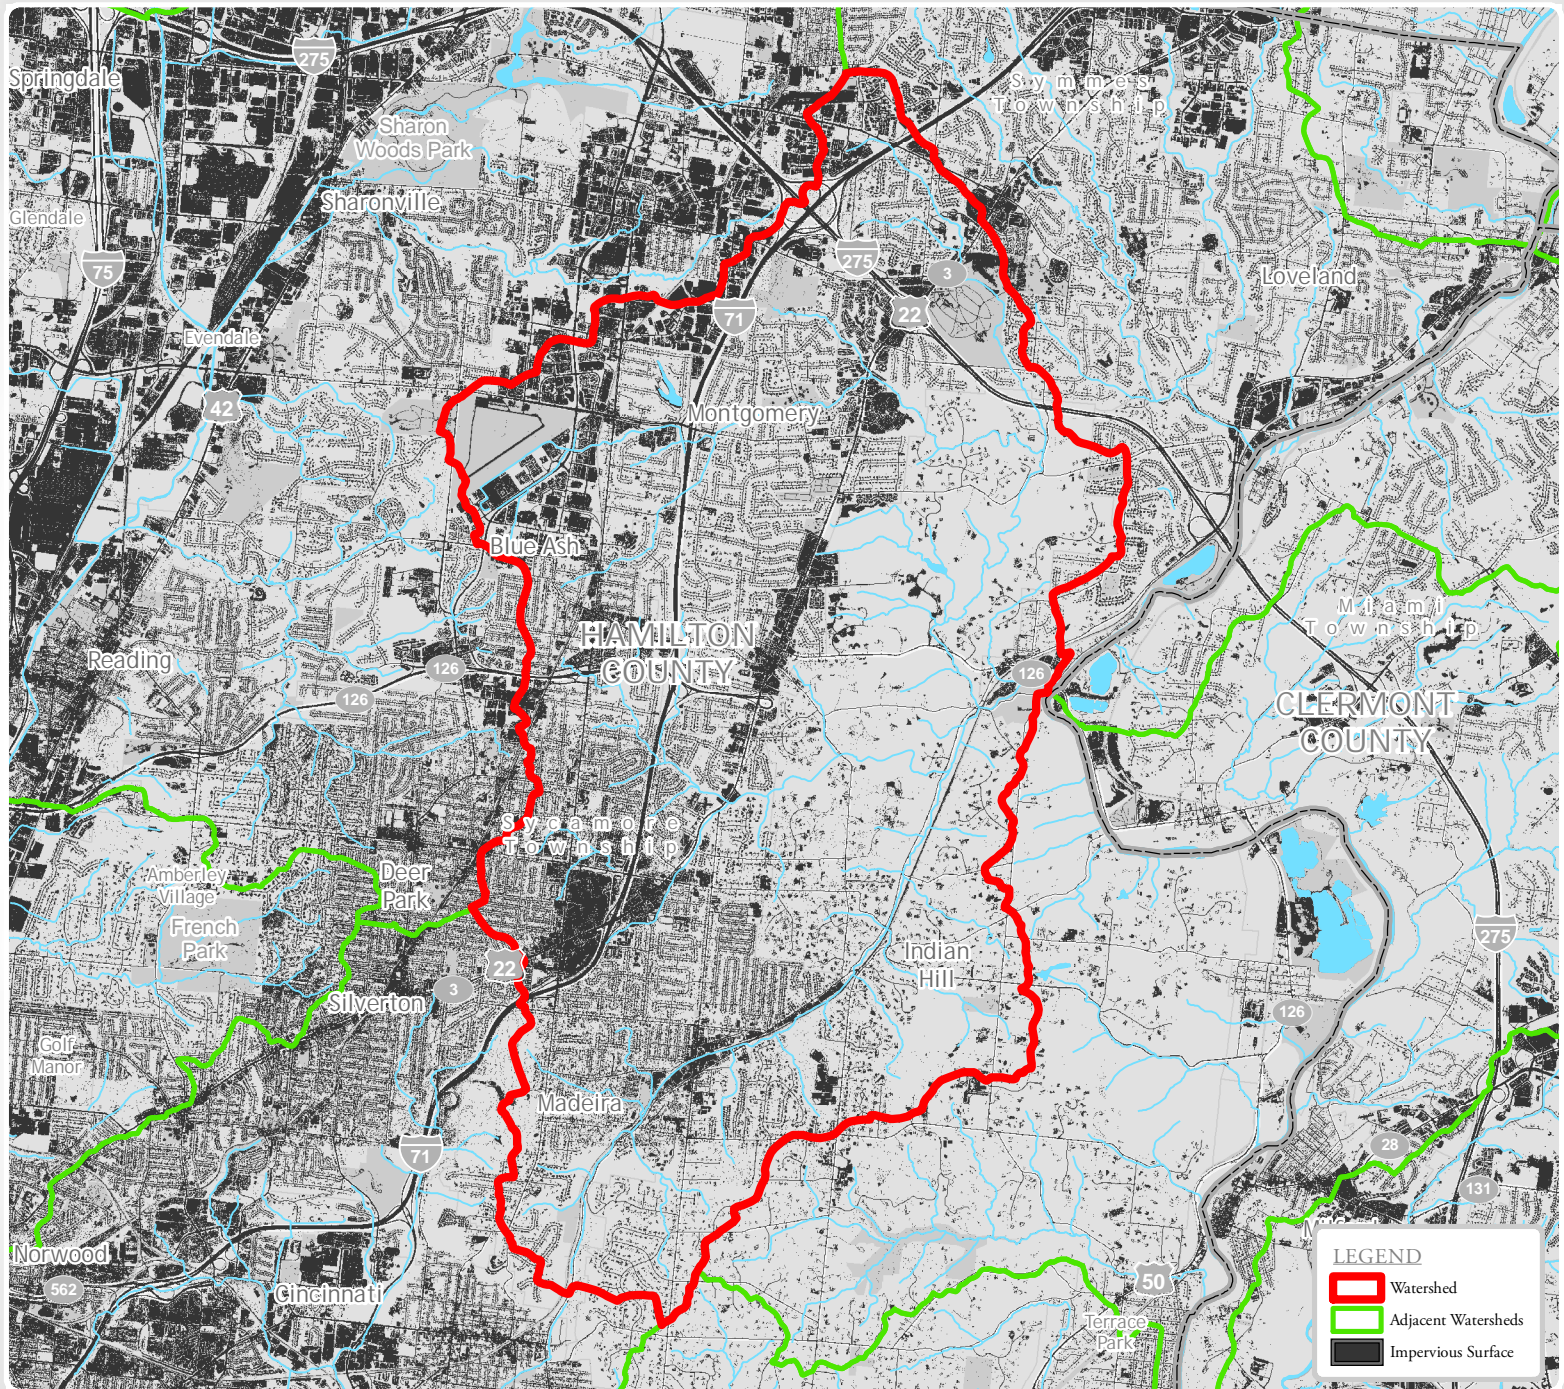 275
Springdale
Symmes
Township
Sharon
Woods Park
Sharonville
Glendale
75
275
3
Loveland
22
71
Evendale
42
Montgomery
Blue Ash
Miami
Township
HAMILTON
COUNTY
Reading
126
126
126
CLERMONT
COUNTY
Sycamore
Township
Deer
Park
Amberley
Village
French
Park
275
Indian
Hill
22
3
Silverton
126
Golf
Manor
Madeira
71
28
131
Norwood
562
Cincinnati
50
Terrace
Park
LEGEND
Watershed
Adjacent Watersheds
Impervious Surface